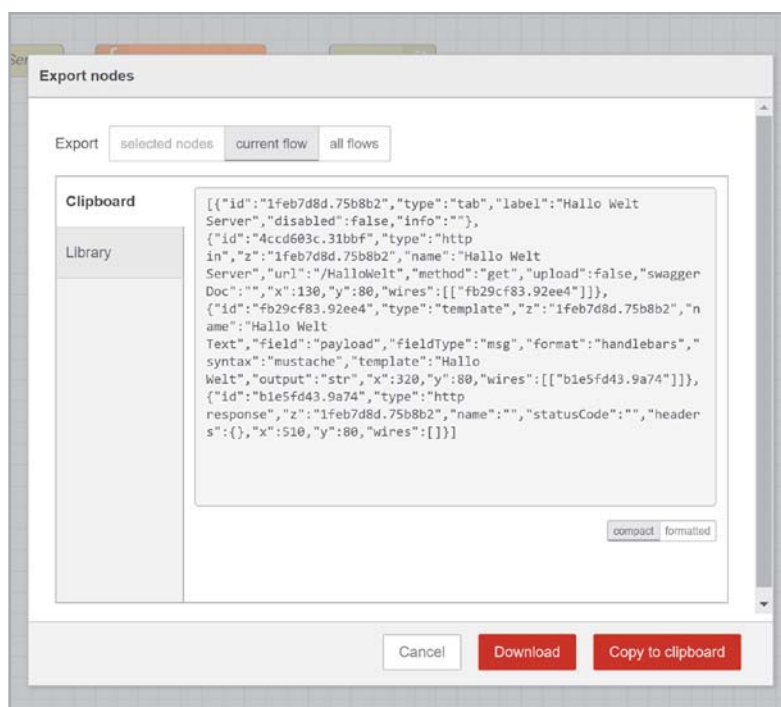 Ser
Export nodes
Export selected nodes current flow all flows
Clipboard
Library
[{"id":"1feb7d8d.75b8b2","type":"tab","label":"Hallo Welt
Server","disabled":false,"info":""},
{"id":"4ccd603c.31bbf","type":"http
in","z":"1feb7d8d.75b8b2","name":"Hallo Welt
Server","url":"/HalloWelt","method":"get","upload":false,"swagger
Doc":"","x":130,"y":80,"wires":[["fb29cf83.92ee4"]]},
{"id":"fb29cf83.92ee4","type":"template","z":"1feb7d8d.75b8b2","n
ame":"Hallo Welt
Text","field":"payload","fieldType":"msg","format":"handlebars","
syntax":"mustache","template":"Hallo
Welt","output":"str","x":320,"y":80,"wires":[["b1e5fd43.9a74"]]},
{"id":"b1e5fd43.9a74","type":"http
response","z":"1feb7d8d.75b8b2","name":"","statusCode":"","header
s":{},"x":510,"y":80,"wires":[]}]
compact formatted
Cancel Download Copy to clipboard